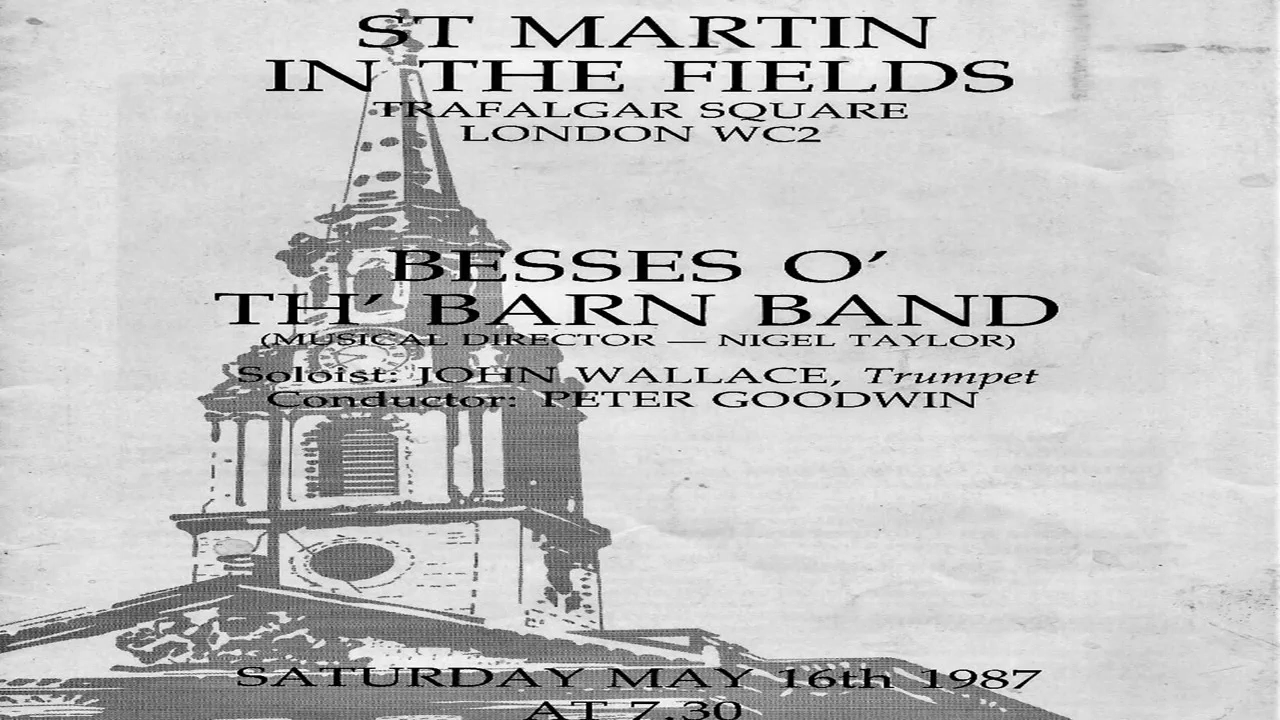 ST MARTIN
IN THE FIELDS
TRAFALGAR SQUARE
LONDON WC2
BESSES O'
TH' BARN BAND
(MUSICAL DIRECTOR — NIGEL TAYLOR)
Soloist: JOHN WALLACE, Trumpet
Conductor: PETER GOODWIN
SATURDAY MAY 16th 1987
AT 7.30